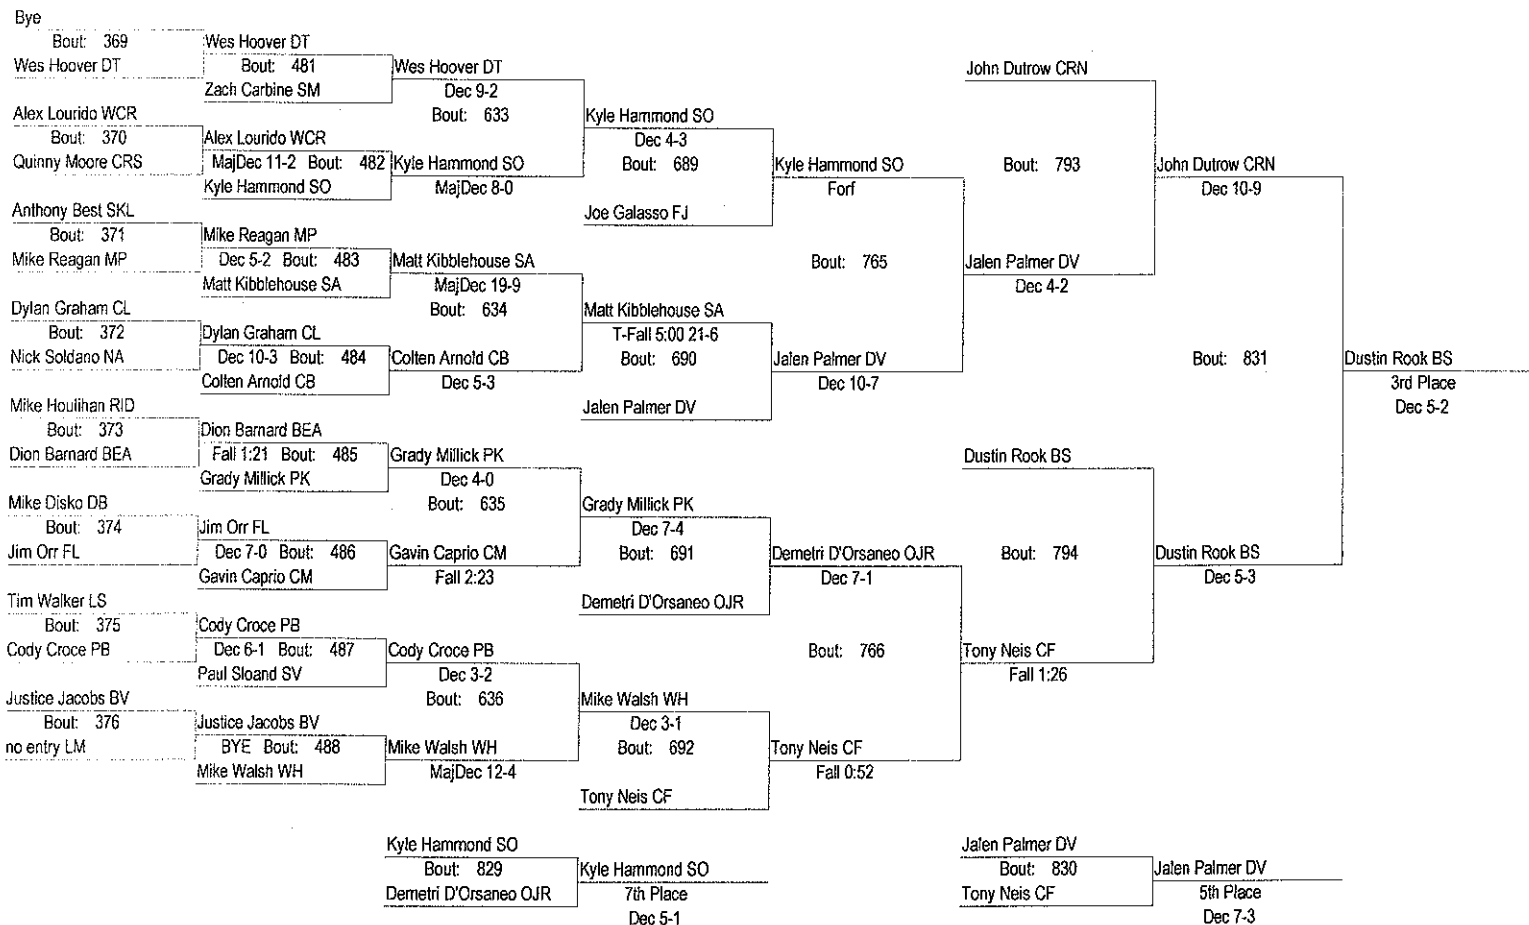 Bye
Bout: 369
Wes Hoover DT
Alex Lourido WCR
Bout: 370
Quinny Moore CRS
Anthony Best SKL
Bout: 371
Mike Reagan MP
Dylan Graham CL
Bout: 372
Nick Soldano NA
Mike Houlihan RID
Bout: 373
Dion Barnard BEA
Mike Disko DB
Bout: 374
Jim Orr FL
Tim Walker LS
Bout: 375
Cody Croce PB
Justice Jacobs BV
Bout: 376
no entry LM
Wes Hoover DT
Bout: 481
Zach Carbine SM
Alex Lourido WCR
MajDec 11-2 Bout: 482
Kyle Hammond SO
Mike Reagan MP
Dec 5-2 Bout: 483
Matt Kibblehouse SA
Dylan Graham CL
Dec 10-3 Bout: 484
Colten Arnold CB
Dion Barnard BEA
Fall 1:21 Bout: 485
Grady Millick PK
Jim Orr FL
Dec 7-0 Bout: 486
Gavin Caprio CM
Cody Croce PB
Dec 6-1 Bout: 487
Paul Sloand SV
Justice Jacobs BV
BYE Bout: 488
Mike Walsh WH
Wes Hoover DT
Dec 9-2
Bout: 633
Kyle Hammond SO
MajDec 8-0
Matt Kibblehouse SA
MajDec 19-9
Bout: 634
Colten Arnold CB
Dec 5-3
Grady Millick PK
Dec 4-0
Bout: 635
Gavin Caprio CM
Fall 2:23
Cody Croce PB
Dec 3-2
Bout: 636
Mike Walsh WH
MajDec 12-4
Kyle Hammond SO
Dec 4-3
Bout: 689
Joe Galasso FJ
Matt Kibblehouse SA
T-Fall 5:00 21-6
Bout: 690
Jalen Palmer DV
Grady Millick PK
Dec 7-4
Bout: 691
Demetri D'Orsaneo OJR
Mike Walsh WH
Dec 3-1
Bout: 692
Tony Neis CF
Kyle Hammond SO
Forf
Bout: 765
Jalen Palmer DV
Dec 10-7
Demetri D'Orsaneo OJR
Dec 7-1
Bout: 766
Tony Neis CF
Fall 0:52
John Dutrow CRN
Bout: 793
Jalen Palmer DV
Dec 4-2
Dustin Rook BS
Bout: 794
Tony Neis CF
Fall 1:26
John Dutrow CRN
Dec 10-9
Bout: 831
Dustin Rook BS
Dec 5-3
Dustin Rook BS
3rd Place
Dec 5-2
Kyle Hammond SO
Bout: 829
Demetri D'Orsaneo OJR
Kyle Hammond SO
7th Place
Dec 5-1
Jalen Palmer DV
Bout: 830
Tony Neis CF
Jalen Palmer DV
5th Place
Dec 7-3